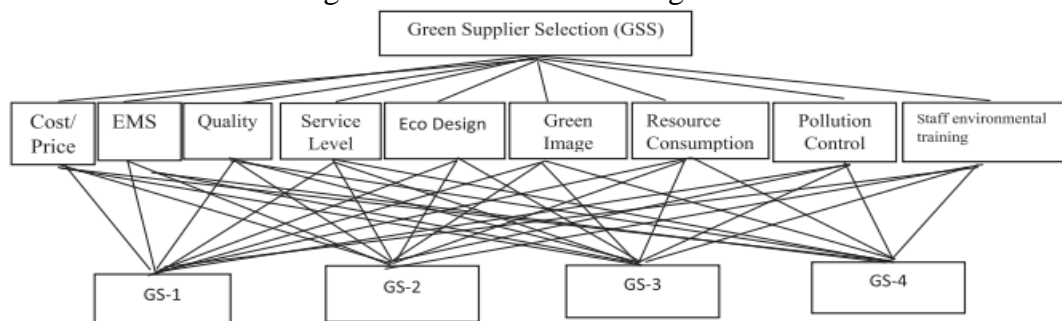 Green Supplier Selection (GSS)
Cost/
Price
EMS
Quality
Service
Level
Eco Design
Green
Image
Resource
Consumption
Pollution
Control
Staff environmental
training
GS-1
GS-2
GS-3
GS-4